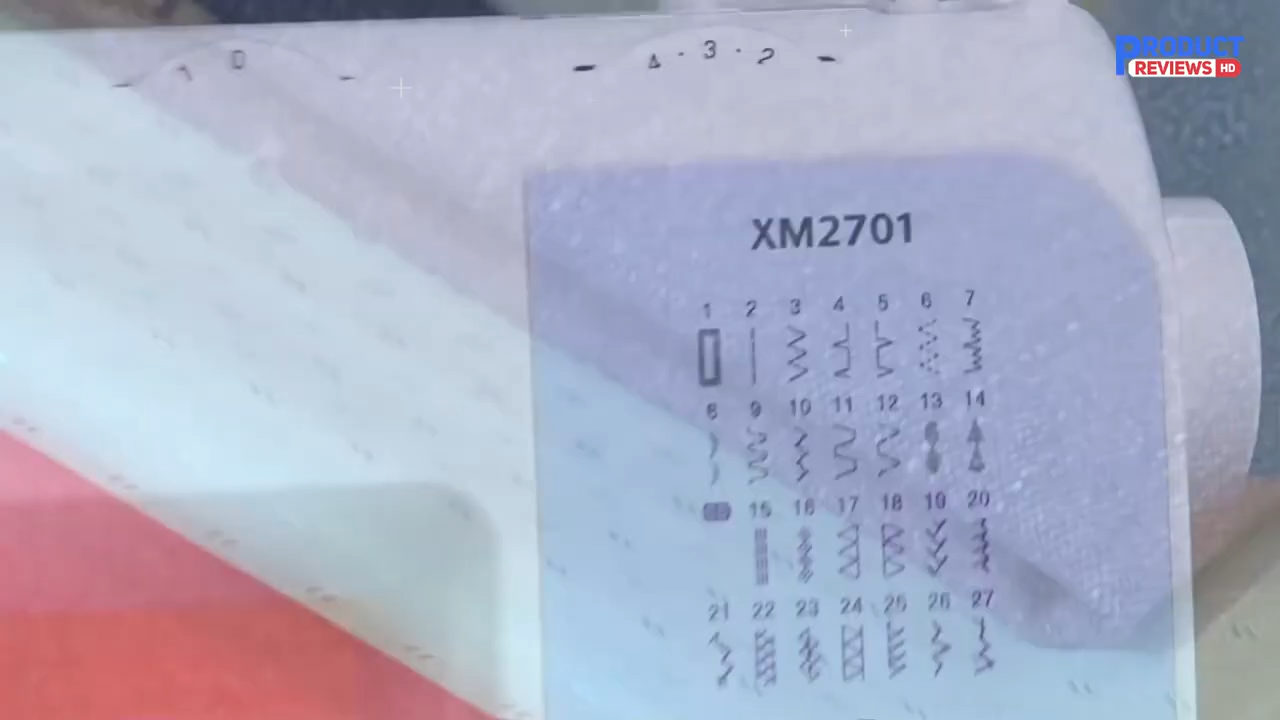 PRODUCT
REVIEWS HD
1 0
4 · 3 · 2
XM2701
1 2 3 4 5 6 7
8 9 10 11 12 13 14
15 16 17 18 19 20
21 22 23 24 25 26 27